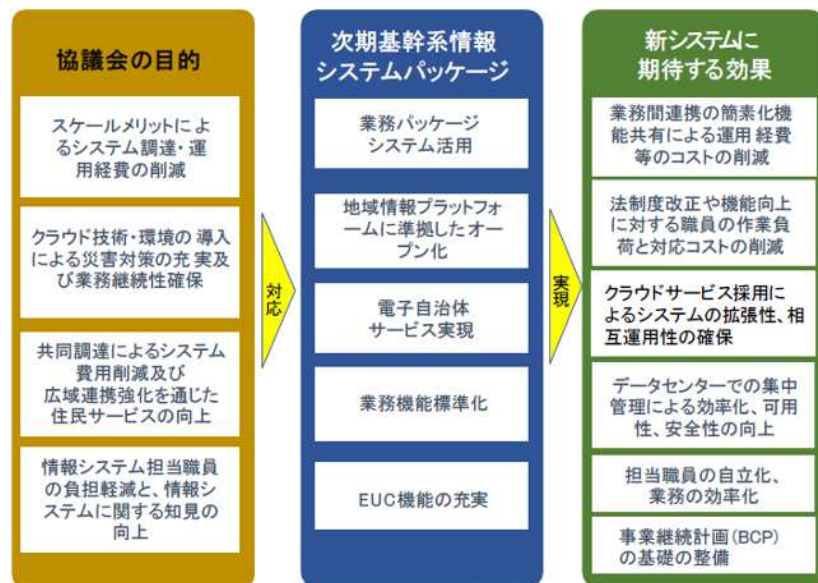 協議会の目的
スケールメリットによ
るシステム調達・運
用経費の削減
クラウド技術・環境の 導入
による災害対策の充 実及
び業務継続性確保
共同調達によるシステム
費用削減及び
広域連携強化を通じた
住民サービスの向上
情報システム担当職員
の負担軽減と、情報シ
ステムに関する知見の
向上
対応
次期基幹系情報
システムパッケージ
業務パッケージ
システム活用
地域情報プラットフォ
ームに準拠したオー
プン化
電子自治体
サービス実現
業務機能標準化
EUC機能の充実
実現
新システムに
期待する効果
業務間連携の簡素化機
能共有による運用 経費
等のコストの削減
法制度改正や機能向上
に対する職員の作業負
荷と対応コストの削減
クラウドサービス採用に
よるシステムの拡張性、相
互運用性の確保
データセンターでの集中
管理による効率化、可用
性、安全性の向上
担当職員の自立化、
業務の効率化
事業継続計画(BCP)
の基礎の整備